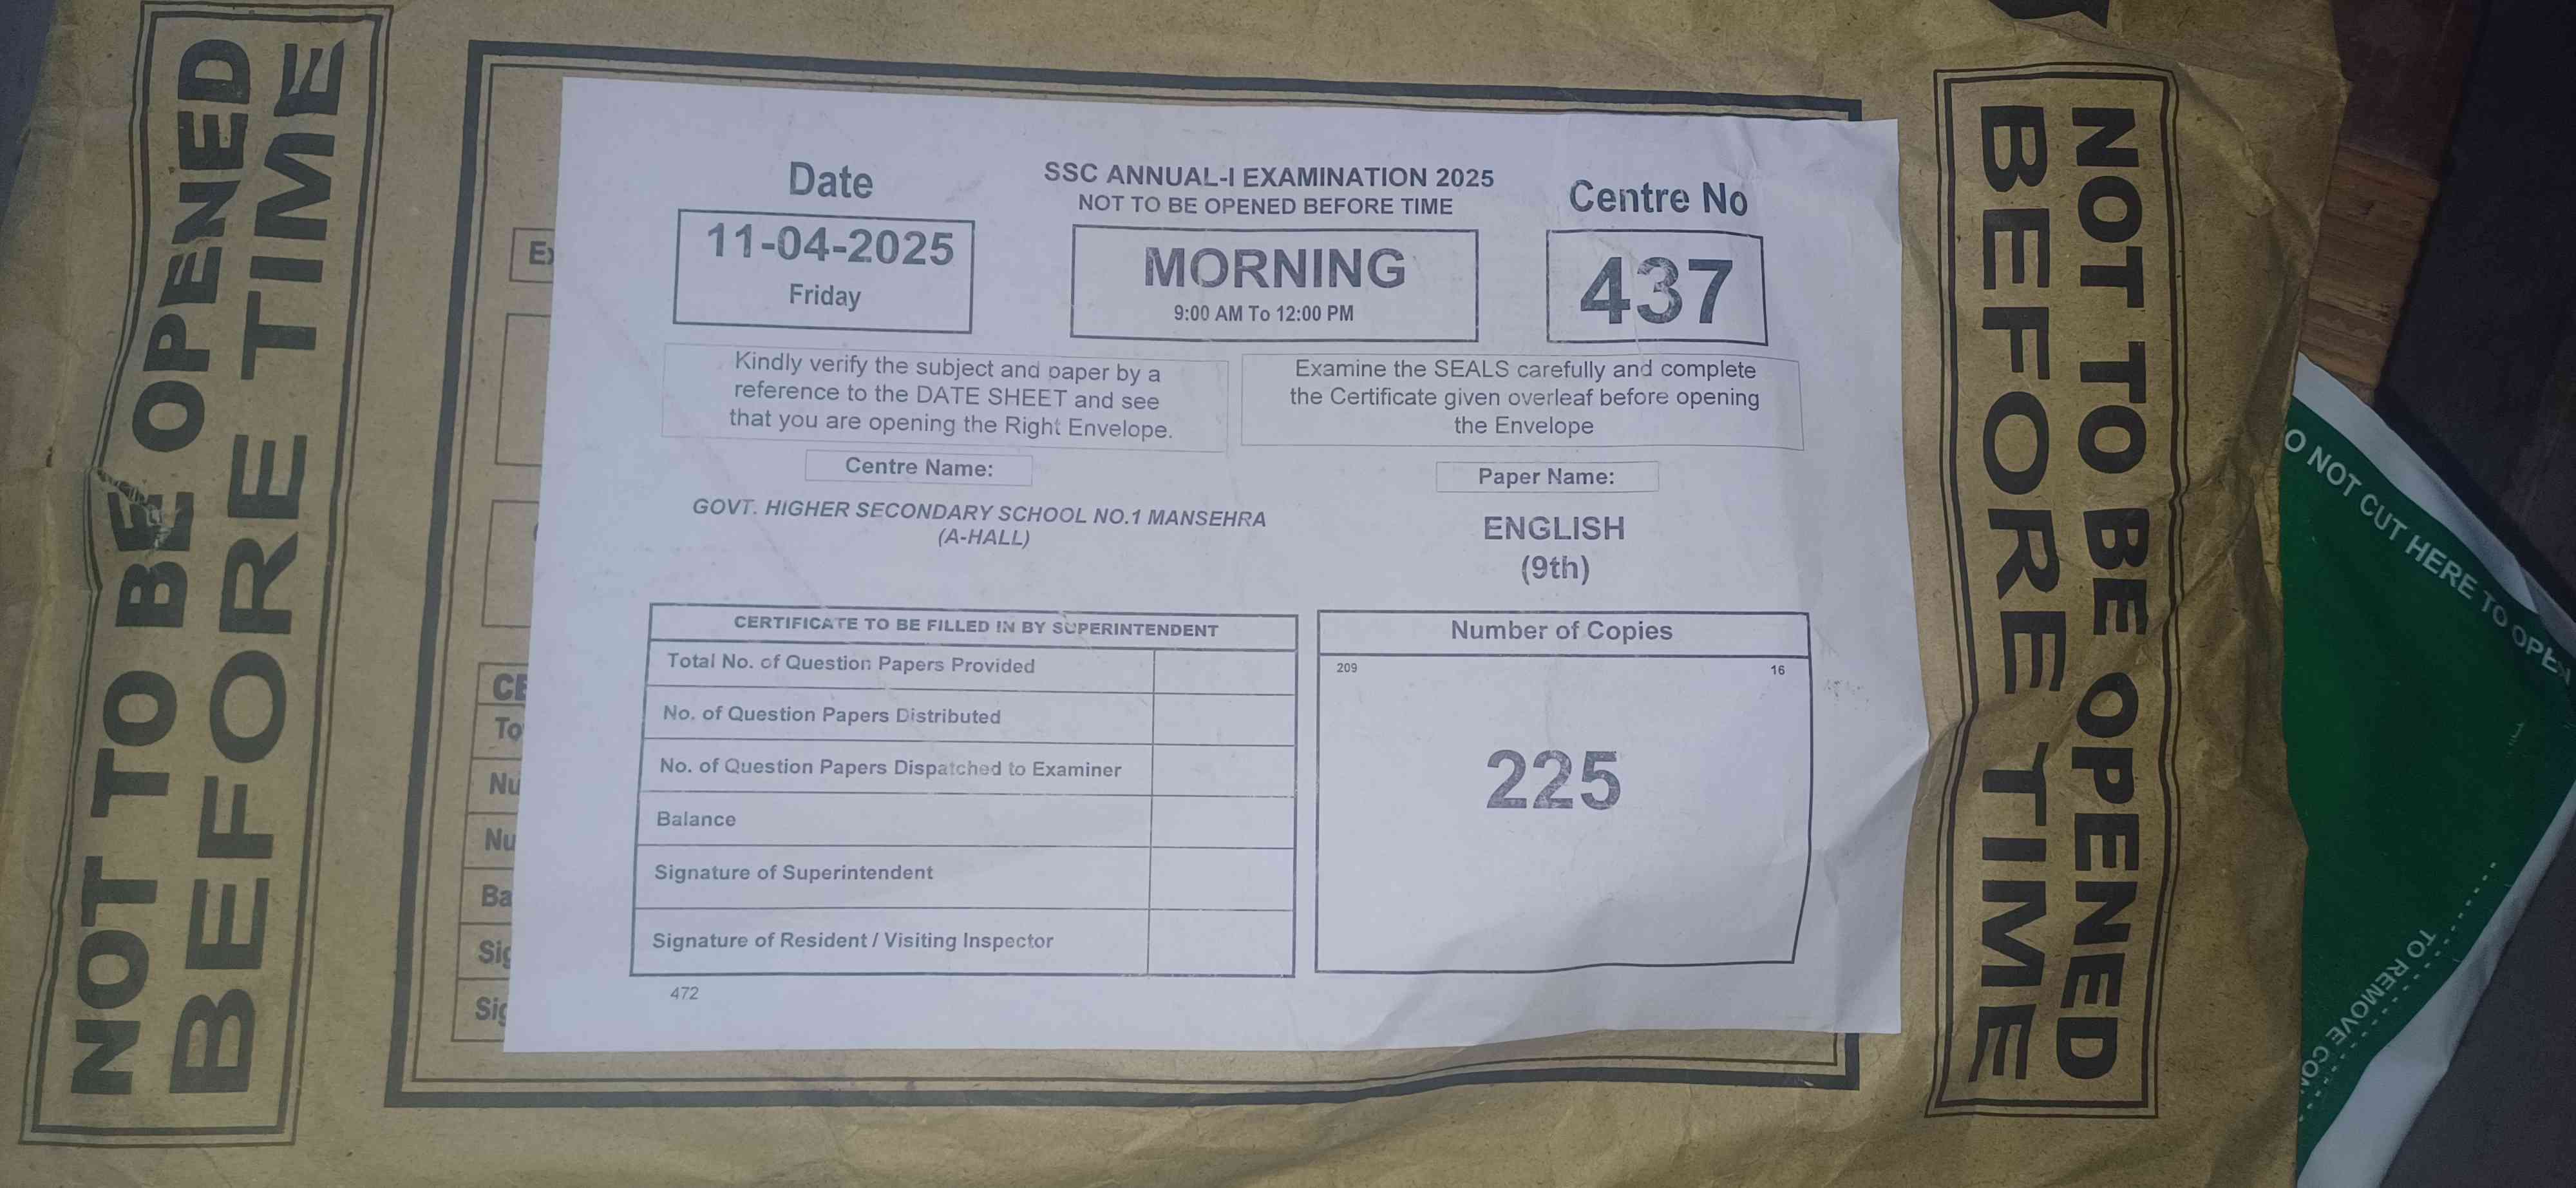 NOT TO BE OPENED
BEFORE TIME
Date
11-04-2025
Friday
SSC ANNUAL-I EXAMINATION 2025
NOT TO BE OPENED BEFORE TIME
MORNING
9:00 AM To 12:00 PM
Centre No
437
Kindly verify the subject and paper by a
reference to the DATE SHEET and see
that you are opening the Right Envelope.
Examine the SEALS carefully and complete
the Certificate given overleaf before opening
the Envelope
Centre Name:
GOVT. HIGHER SECONDARY SCHOOL NO.1 MANSEHRA
(A-HALL)
Paper Name:
ENGLISH
(9th)
CERTIFICATE TO BE FILLED IN BY SUPERINTENDENT
Total No. of Question Papers Provided
No. of Question Papers Distributed
No. of Question Papers Dispatched to Examiner
Balance
Signature of Superintendent
Signature of Resident / Visiting Inspector
472
Number of Copies
209
16
225
NOT TO BE OPENED
BEFORE TIME
NOT CUT HERE TO
TO REMOVE